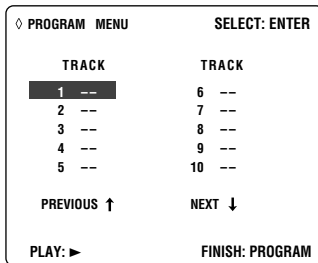 ◊ PROGRAM MENU SELECT: ENTER
TRACK TRACK
1 –– 6 ––
2 –– 7 ––
3 –– 8 ––
4 –– 9 ––
5 –– 10 ––
PREVIOUS ↑ NEXT ↓
PLAY: ► FINISH: PROGRAM